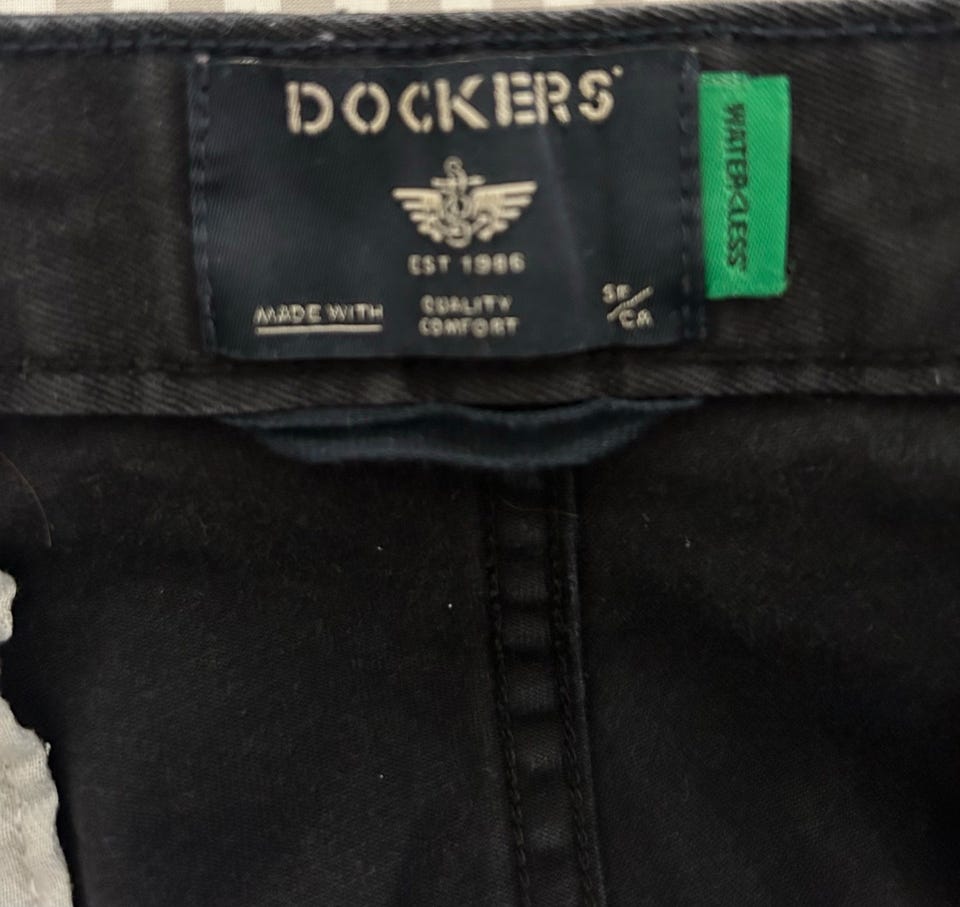 DOCKERS
EST 1986
MADE WITH
QUALITY
COMFORT
SF/CA
WATER<LESS